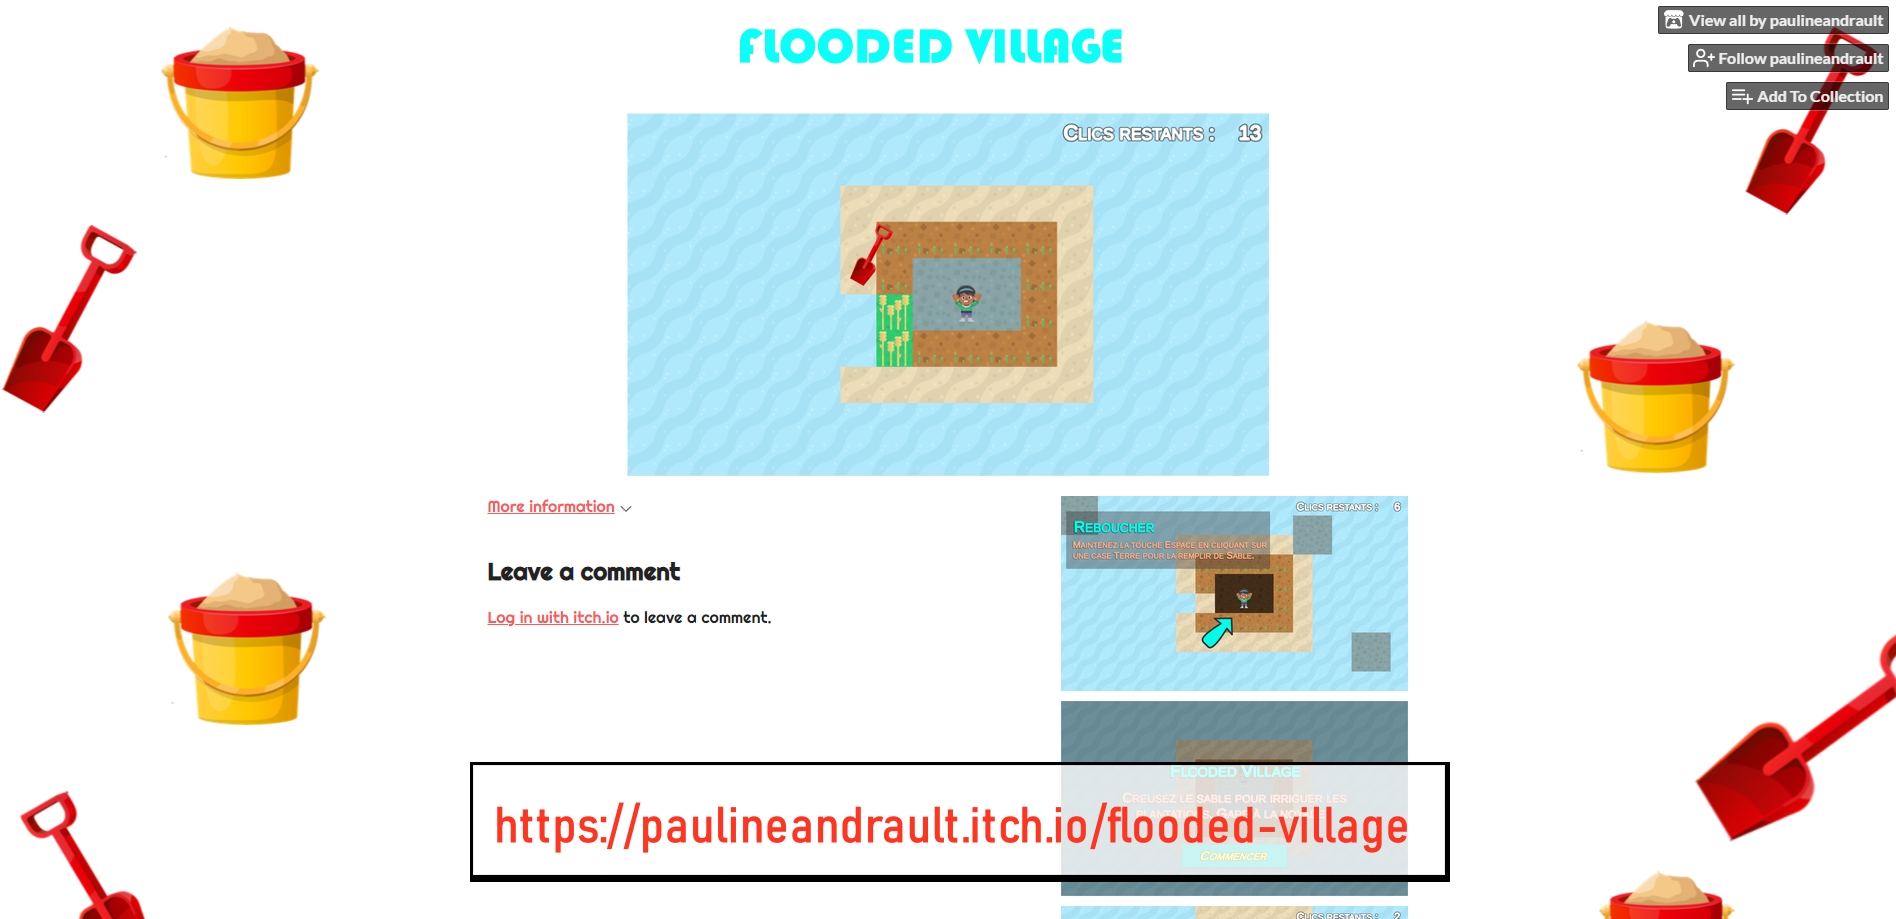 FLOODED VILLAGE
View all by paulineandrault
Follow paulineandrault
Add To Collection
CLICS RESTANTS : 13
More information
Leave a comment
Log in with itch.io to leave a comment.
CLICS RESTANTS : 6
REBOUCHER
MAINTENEZ LA TOUCHE ESPACE EN CLIQUANT SUR
UNE CASE TERRE POUR LA REMPLIR DE SABLE.
FLOODED VILLAGE
CREUSEZ LE SABLE POUR IRRIGUER LES
PLANTATIONS. GARE À LA
https://paulineandrault.itch.io/flooded-village
COMMENCER
CLICS RESTANTS : 2